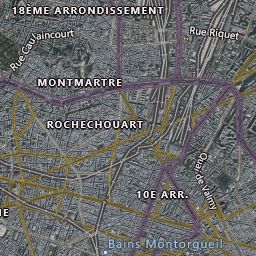 18ÈME ARRONDISSEMENT
Rue Caulaincourt
Rue Riquet
MONTMARTRE
ROCHECHOUART
Quai de Valmy
10E ARR.
Bains Montorgueil